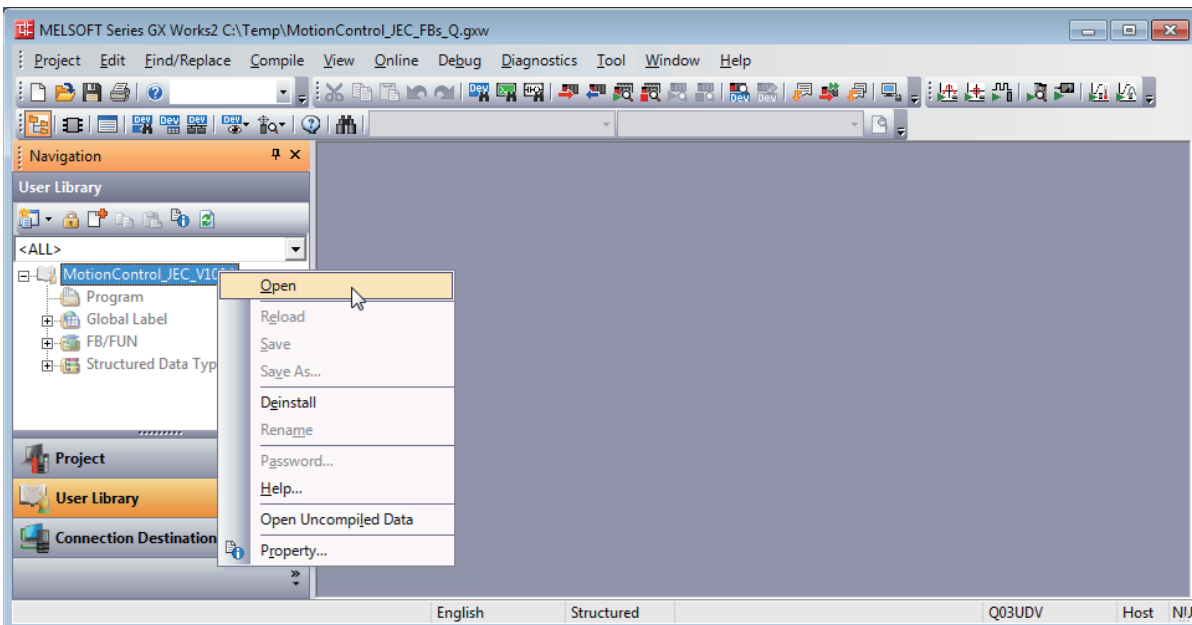 MELSOFT Series GX Works2 C:\Temp\MotionControl_JEC_FBs_Q.gxw
Project Edit Find/Replace Compile View Online Debug Diagnostics Tool Window Help
Navigation
User Library
<ALL>
MotionControl_JEC_V10
Program
Global Label
FB/FUN
Structured Data Typ
Open
Reload
Save
Save As...
Deinstall
Rename
Password...
Help...
Open Uncompiled Data
Property...
Project
User Library
Connection Destination
English Structured Q03UDV Host NU